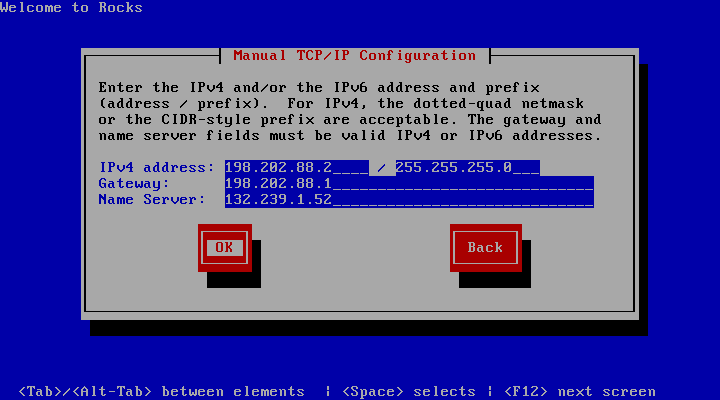 Welcome to Rocks
Manual TCP/IP Configuration
Enter the IPv4 and/or the IPv6 address and prefix
(address / prefix).  For IPv4, the dotted-quad netmask
or the CIDR-style prefix are acceptable. The gateway and
name server fields must be valid IPv4 or IPv6 addresses.
IPv4 address: 198.202.88.2____ / 255.255.255.0___
Gateway: 198.202.88.1_____________________________
Name Server: 132.239.1.52_____________________________
OK Back
<Tab>/<Alt-Tab> between elements  | <Space> selects | <F12> next screen